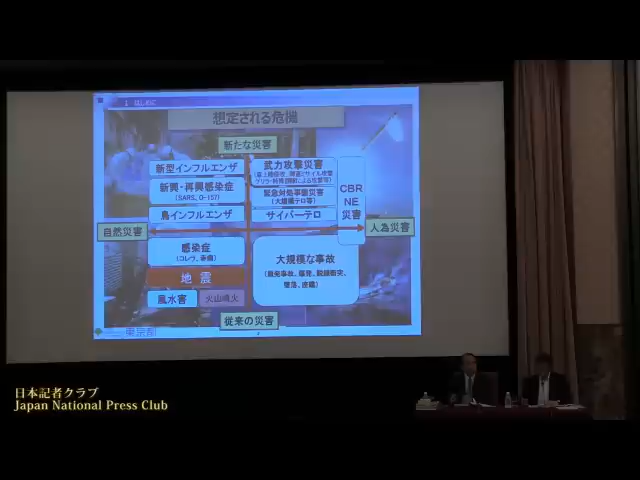 1 はじめに
想定される危機
新たな災害
新型インフルエンザ
新興・再興感染症
(SARS、O-157)
鳥インフルエンザ
武力攻撃災害
緊急対処事態災害
(大規模テロ等)
サイバーテロ
CBR
NE
災害
自然災害
人為災害
感染症
地震
風水害
火山噴火
大規模な事故
従来の災害
東京都
日本記者クラブ
Japan National Press Club